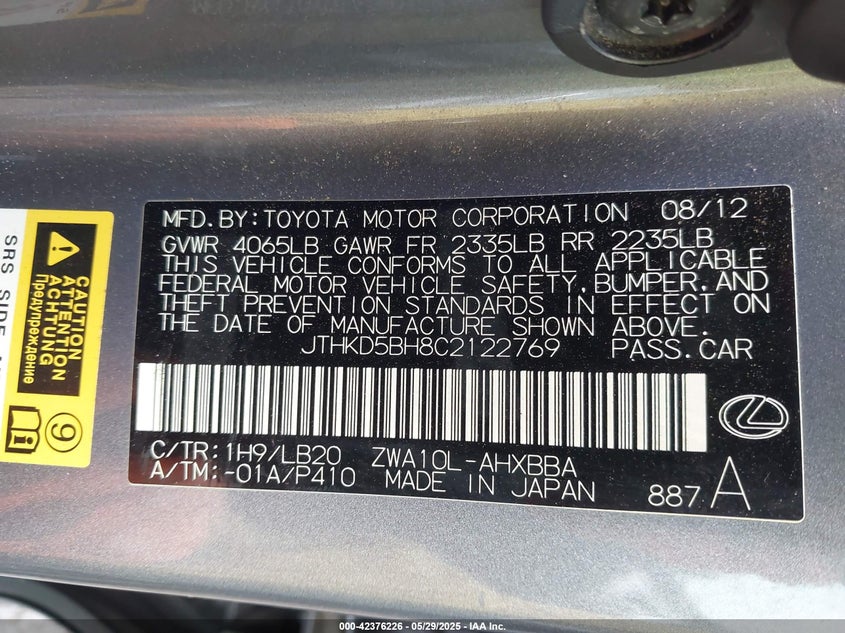 MFD.BY:TOYOTA MOTOR CORPORATION 08/12
GVWR 4065LB GAWR FR 2335LB RR 2235LB
THIS VEHICLE CONFORMS TO ALL APPLICABLE
FEDERAL MOTOR VEHICLE SAFETY,BUMPER,AND
THEFT PREVENTION STANDARDS IN EFFECT ON
THE DATE OF MANUFACTURE SHOWN ABOVE.
JTHKD5BH8C2122769 PASS.CAR
C/TR:1H9/LB20 ZWA10L-AHXBBA
A/TM:-01A/P410 MADE IN JAPAN 887 A
CAUTION
ATTENTION
ACHTUNG
Предупреждение
9
SRS SIDE
000-42376226 - 05/29/2025 - IAA Inc.